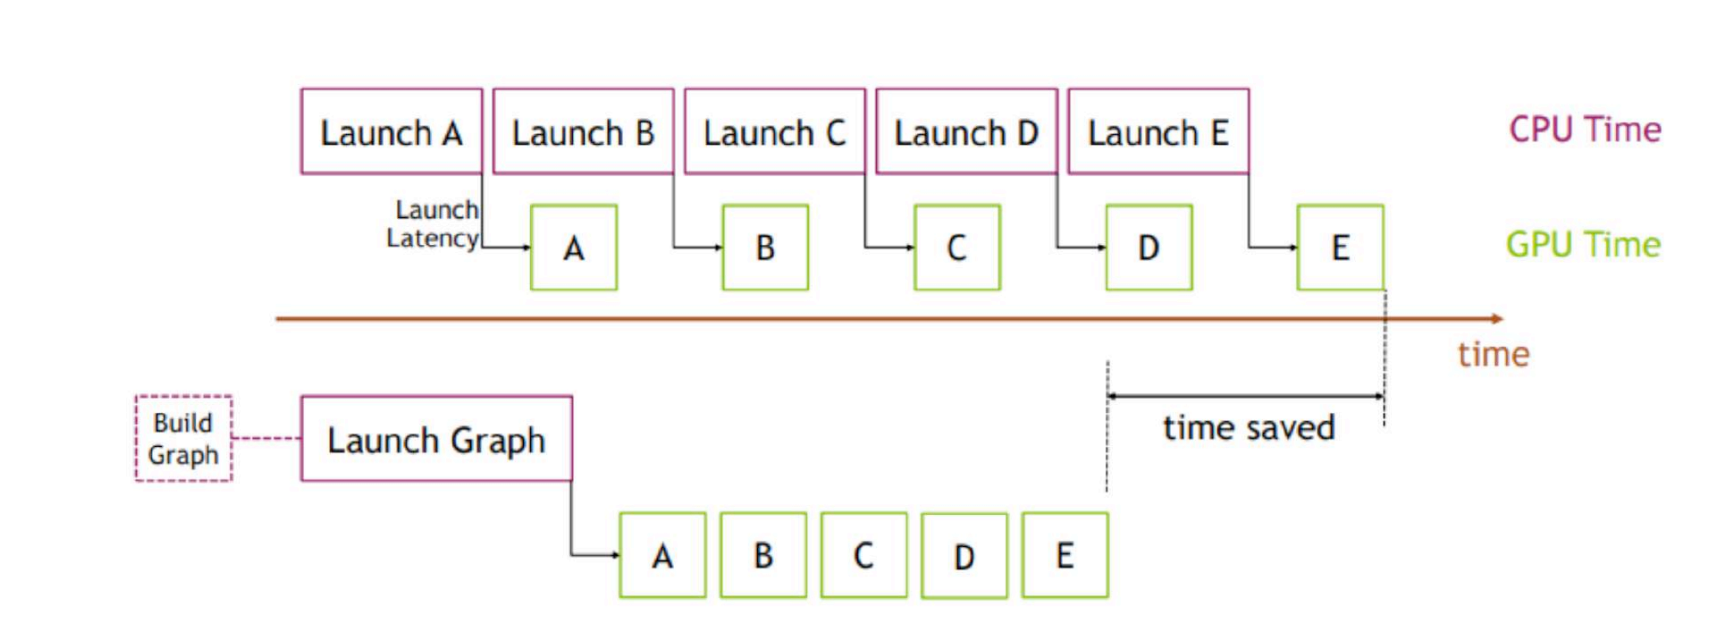 Launch A
Launch B
Launch C
Launch D
Launch E
CPU Time
Launch
Latency
A
B
C
D
E
GPU Time
time
Build
Graph
Launch Graph
time saved
A
B
C
D
E